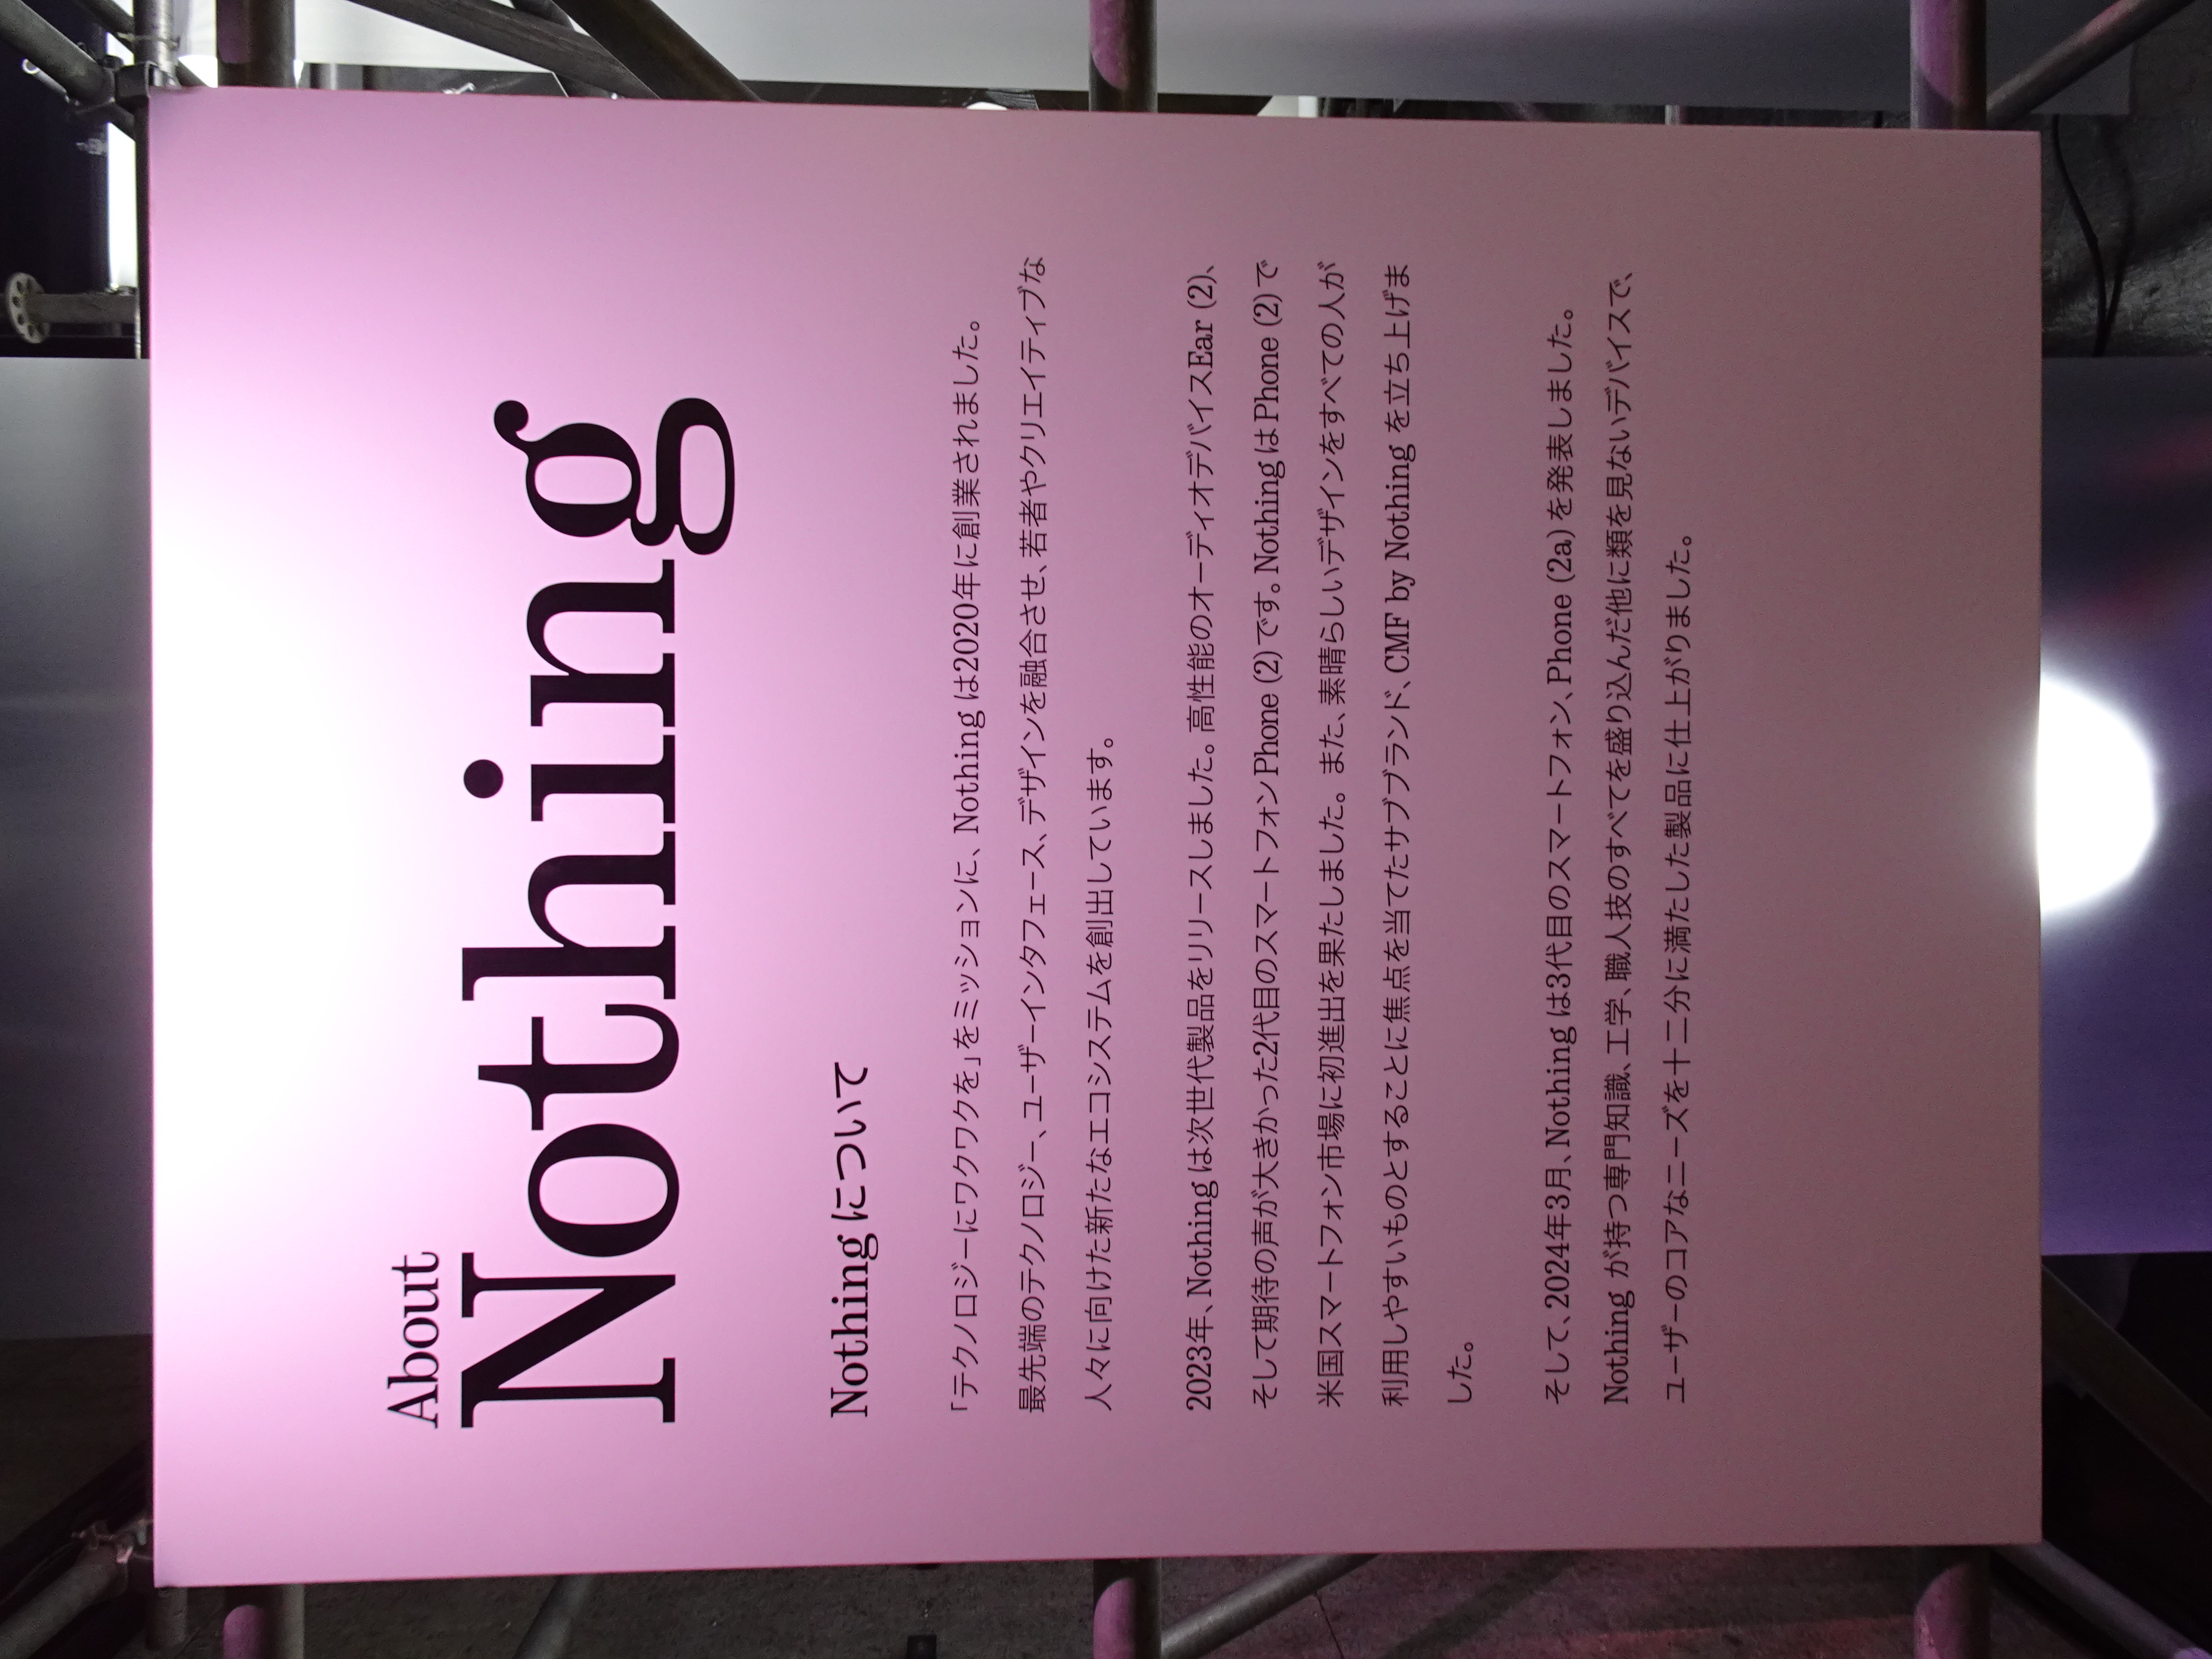 About
Nothing
Nothing について
「テクノロジーにワクワクを」をミッションに、Nothing は2020年に創業されました。
最先端のテクノロジー、ユーザーインタフェース、デザインを融合させ、若者やクリエイティブな
人々に向けた新たなエコシステムを創出しています。
2023年、Nothing は次世代製品をリリースしました。高性能のオーディオデバイスEar (2)、
そして期待の声が大きかった2代目のスマートフォン Phone (2) です。Nothing は Phone (2) で
米国スマートフォン市場に初進出を果たしました。また、素晴らしいデザインをすべての人が
利用しやすいものとすることに焦点を当てたサブブランド、CMF by Nothing を立ち上げま
した。
そして、2024年3月、Nothing は3代目のスマートフォン、Phone (2a) を発表しました。
Nothing が持つ専門知識、工学、職人技のすべてを盛り込んだ他に類を見ないデバイスで、
ユーザーのコアなニーズを十二分に満たした製品に仕上がりました。